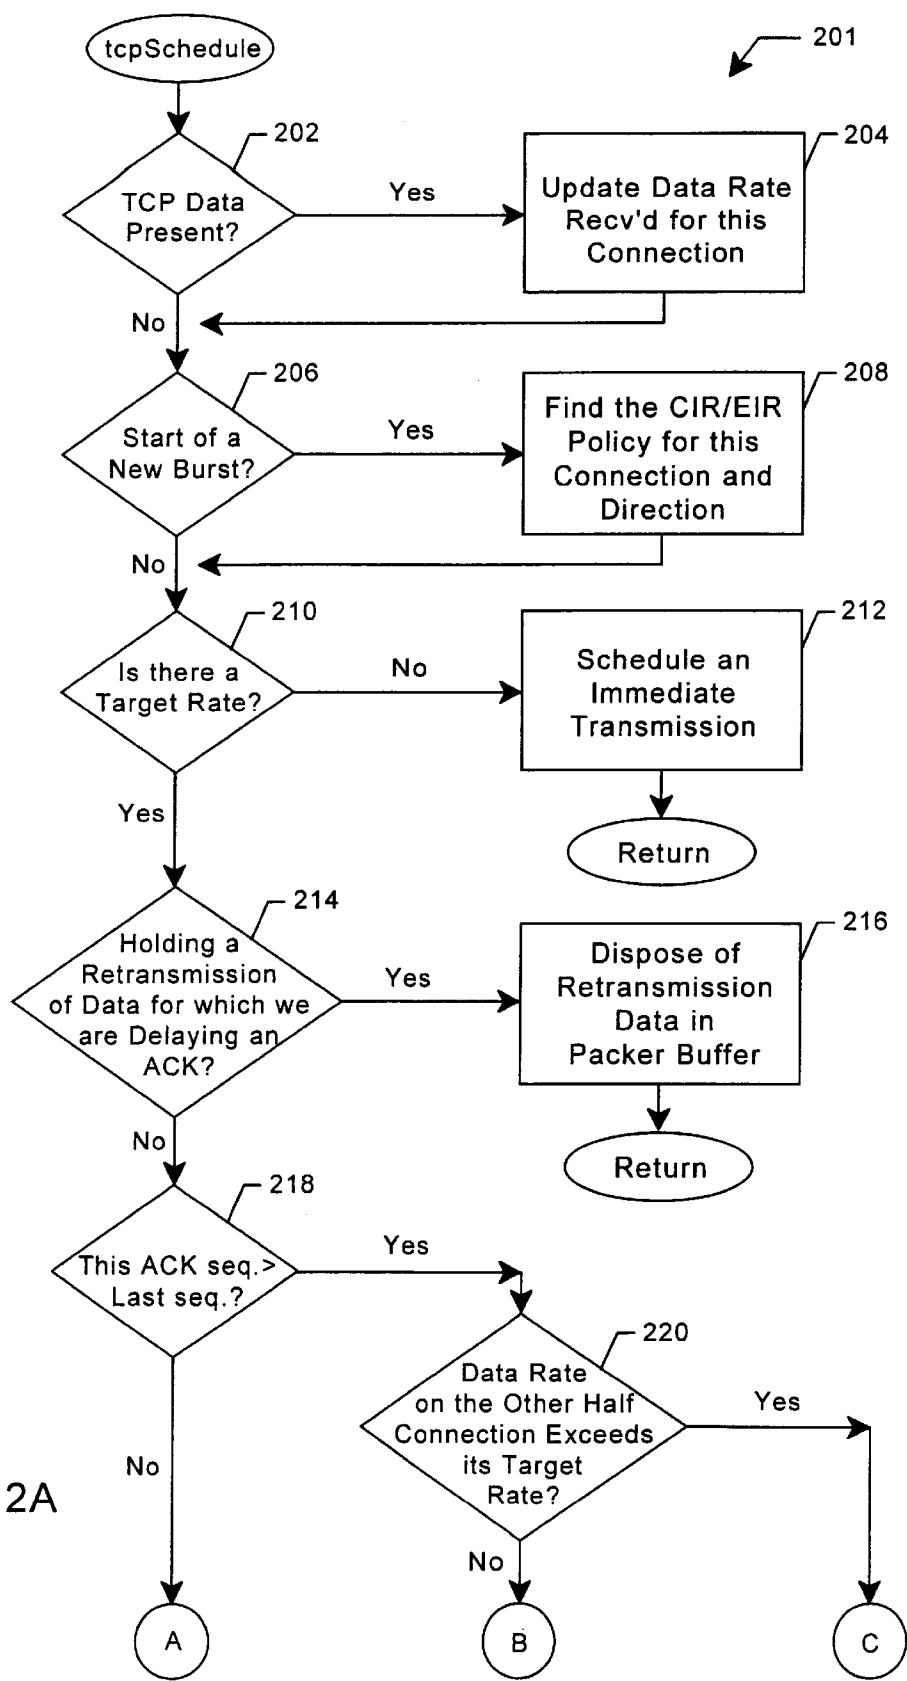 tcpSchedule
201
202
TCP Data
Present?
Yes
204
Update Data Rate
Recv'd for this
Connection
No
206
Start of a
New Burst?
Yes
208
Find the CIR/EIR
Policy for this
Connection and
Direction
No
210
Is there a
Target Rate?
No
212
Schedule an
Immediate
Transmission
Return
Yes
214
Holding a
Retransmission
of Data for which we
are Delaying an
ACK?
Yes
216
Dispose of
Retransmission
Data in
Packer Buffer
Return
No
218
This ACK seq.>
Last seq.?
Yes
220
Data Rate
on the Other Half
Connection Exceeds
its Target
Rate?
Yes
No
2A
No
A
B
C